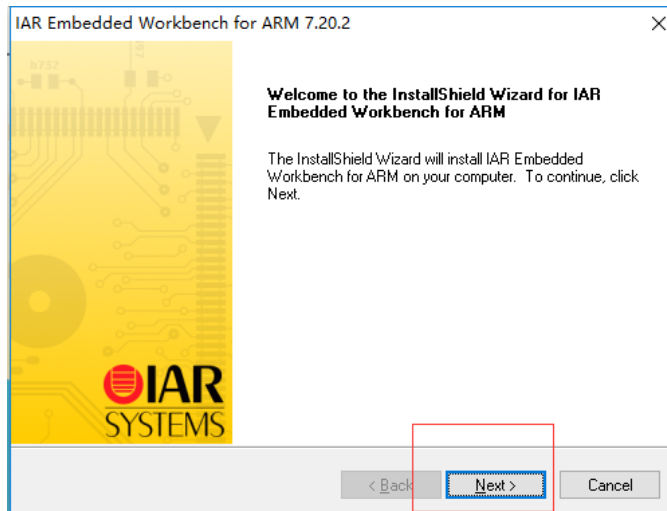 IAR Embedded Workbench for ARM 7.20.2
h732
Welcome to the InstallShield Wizard for IAR
Embedded Workbench for ARM
The InstallShield Wizard will install IAR Embedded
Workbench for ARM on your computer. To continue, click
Next.
IAR
SYSTEMS
< Back
Next >
Cancel